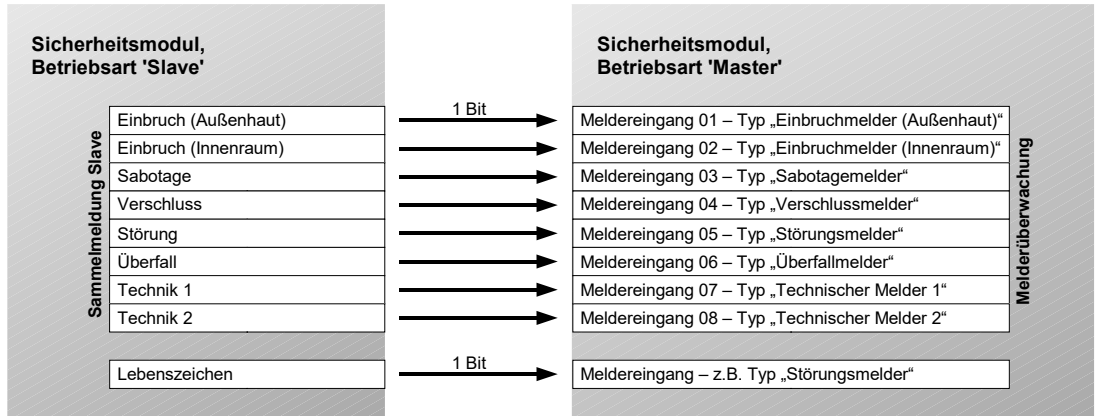 Sicherheitsmodul,
Betriebsart 'Slave'
Sicherheitsmodul,
Betriebsart 'Master'
Sammelmeldung Slave
Einbruch (Außenhaut)
1 Bit
Meldereingang 01 – Typ „Einbruchmelder (Außenhaut)“
Einbruch (Innenraum)
Meldereingang 02 – Typ „Einbruchmelder (Innenraum)“
Sabotage
Meldereingang 03 – Typ „Sabotagemelder“
Verschluss
Meldereingang 04 – Typ „Verschlussmelder“
Störung
Meldereingang 05 – Typ „Störungsmelder“
Überfall
Meldereingang 06 – Typ „Überfallmelder“
Technik 1
Meldereingang 07 – Typ „Technischer Melder 1“
Technik 2
Meldereingang 08 – Typ „Technischer Melder 2“
Melderüberwachung
Lebenszeichen
1 Bit
Meldereingang – z.B. Typ „Störungsmelder“